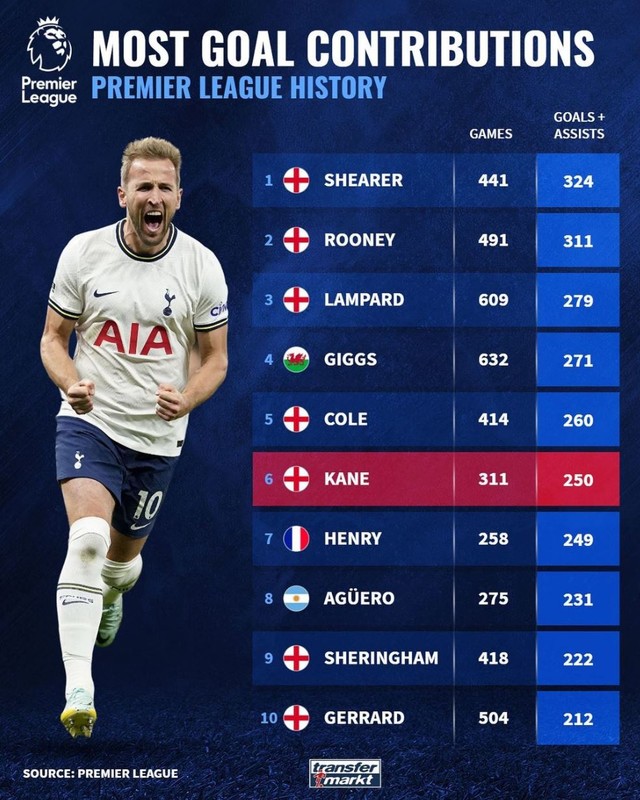 MOST GOAL CONTRIBUTIONS
Premier
League
PREMIER LEAGUE HISTORY
GAMES GOALS +
ASSISTS
1 SHEARER 441 324
2 ROONEY 491 311
3 LAMPARD 609 279
4 GIGGS 632 271
5 COLE 414 260
6 KANE 311 250
7 HENRY 258 249
8 AGÜERO 275 231
9 SHERINGHAM 418 222
10 GERRARD 504 212
AIA
10
SOURCE: PREMIER LEAGUE
transfer
markt